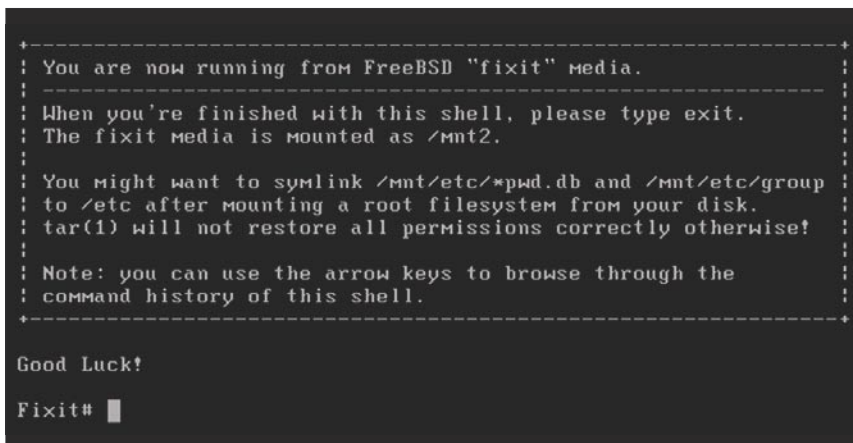 You are now running from FreeBSD "fixit" media.
When you're finished with this shell, please type exit.
The fixit media is mounted as /mnt2.
You might want to symlink /mnt/etc/*pwd.db and /mnt/etc/group
to /etc after mounting a root filesystem from your disk.
tar(1) will not restore all permissions correctly otherwise!
Note: you can use the arrow keys to browse through the
command history of this shell.
Good Luck!
Fixit#